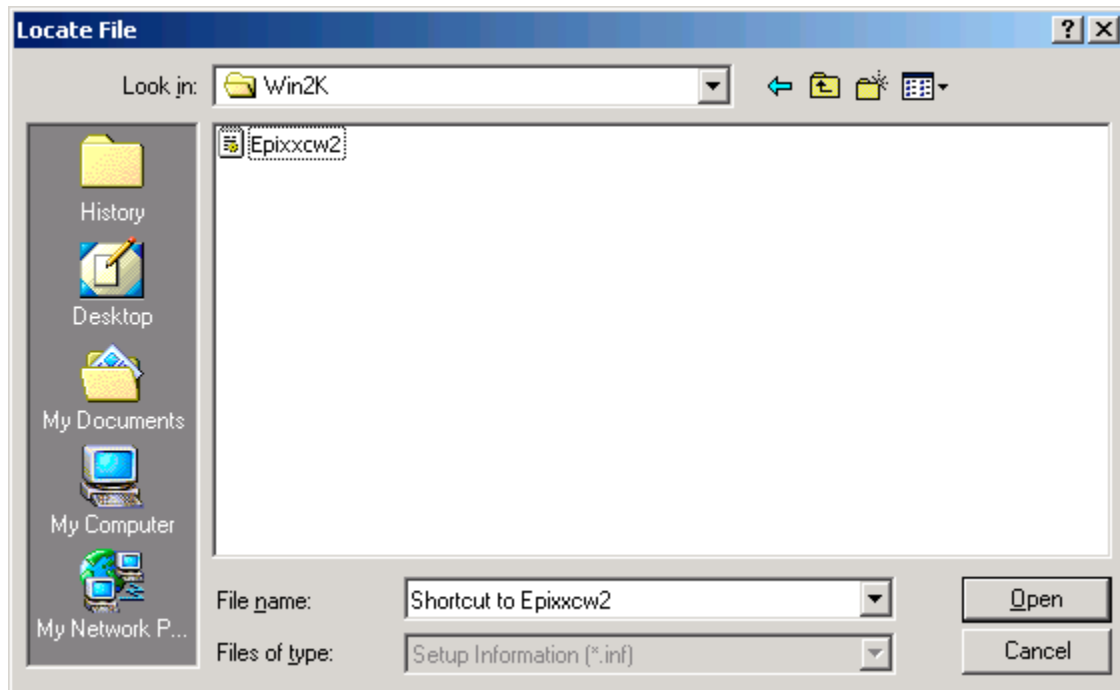 Locate File
Look in:
Win2K
Epixxcw2
History
Desktop
My Documents
My Computer
My Network P...
File name:
Shortcut to Epixxcw2
Open
Files of type:
Setup Information (*.inf)
Cancel